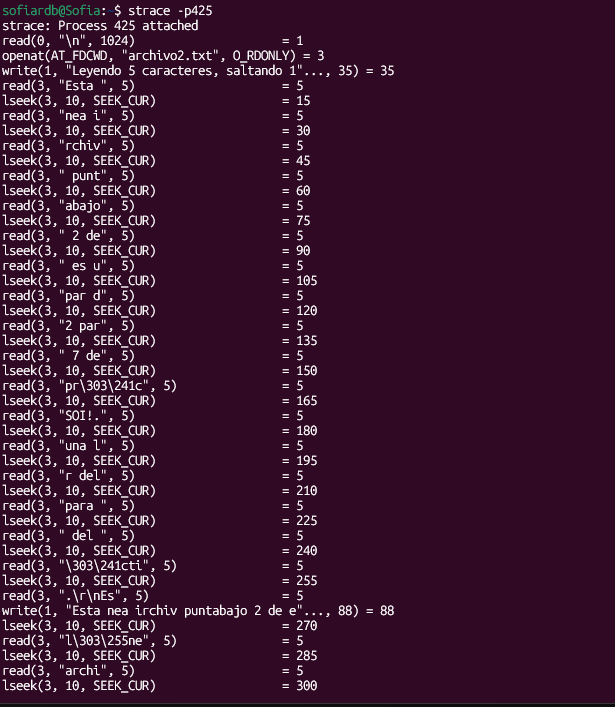 sofiardb@Sofia:~$ strace -p425
strace: Process 425 attached
read(0, "\n", 1024) = 1
openat(AT_FDCWD, "archivo2.txt", O_RDONLY) = 3
write(1, "Leyendo 5 caracteres, saltando 1"..., 35) = 35
read(3, "Esta ", 5) = 5
lseek(3, 10, SEEK_CUR) = 15
read(3, "nea i", 5) = 5
lseek(3, 10, SEEK_CUR) = 30
read(3, "rchiv", 5) = 5
lseek(3, 10, SEEK_CUR) = 45
read(3, " punt", 5) = 5
lseek(3, 10, SEEK_CUR) = 60
read(3, "abajo", 5) = 5
lseek(3, 10, SEEK_CUR) = 75
read(3, " 2 de", 5) = 5
lseek(3, 10, SEEK_CUR) = 90
read(3, " es u", 5) = 5
lseek(3, 10, SEEK_CUR) = 105
read(3, "par d", 5) = 5
lseek(3, 10, SEEK_CUR) = 120
read(3, "2 par", 5) = 5
lseek(3, 10, SEEK_CUR) = 135
read(3, " 7 de", 5) = 5
lseek(3, 10, SEEK_CUR) = 150
read(3, "pr\303\241c", 5) = 5
lseek(3, 10, SEEK_CUR) = 165
read(3, "SOI!.", 5) = 5
lseek(3, 10, SEEK_CUR) = 180
read(3, "una l", 5) = 5
lseek(3, 10, SEEK_CUR) = 195
read(3, "r del", 5) = 5
lseek(3, 10, SEEK_CUR) = 210
read(3, "para ", 5) = 5
lseek(3, 10, SEEK_CUR) = 225
read(3, " del ", 5) = 5
lseek(3, 10, SEEK_CUR) = 240
read(3, "\303\241cti", 5) = 5
lseek(3, 10, SEEK_CUR) = 255
read(3, ".\r\nEs", 5) = 5
write(1, "Esta nea irchiv puntabajo 2 de e"..., 88) = 88
lseek(3, 10, SEEK_CUR) = 270
read(3, "l\303\255ne", 5) = 5
lseek(3, 10, SEEK_CUR) = 285
read(3, "archi", 5) = 5
lseek(3, 10, SEEK_CUR) = 300